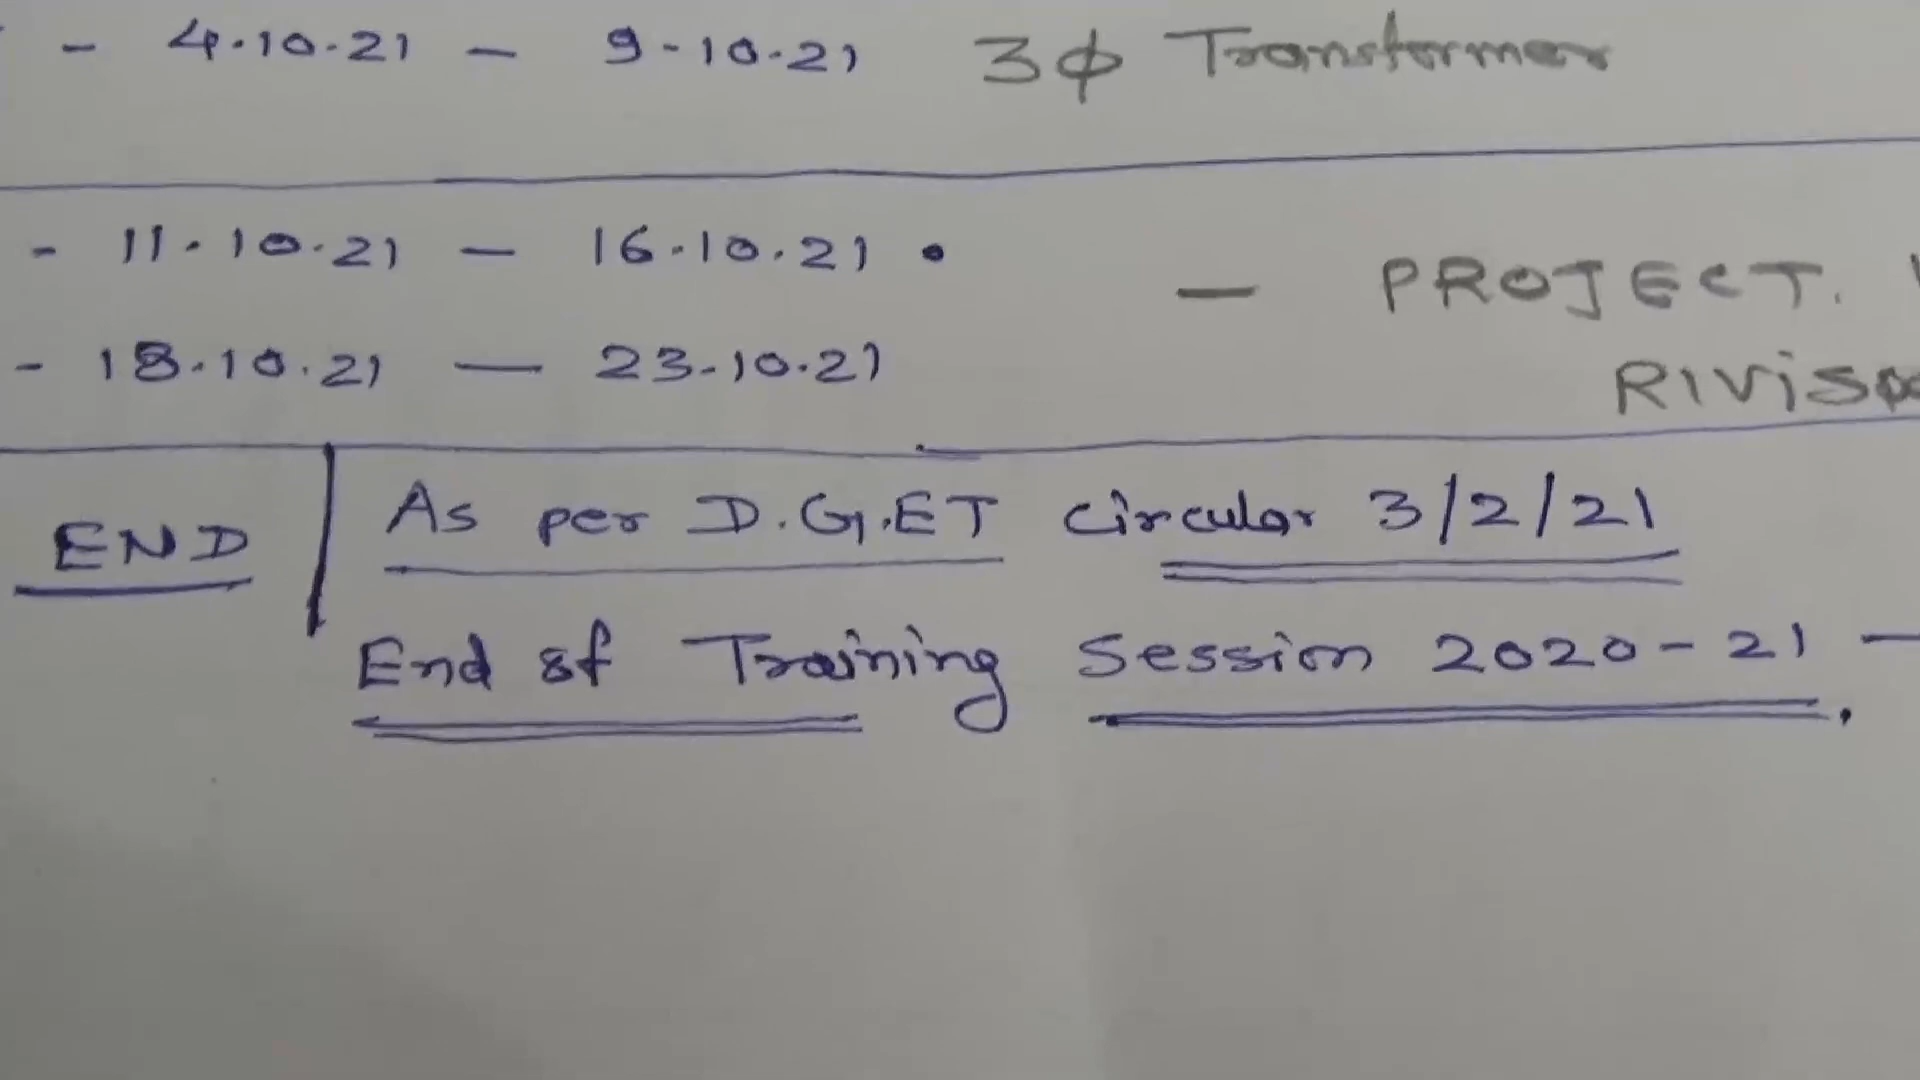 - 4.10.21 - 9-10-21 3φ Transformer
- 11.10.21 - 16.10.21 .
- PROJECT.
- 18.10.21 - 23-10-21
END As per D.G.ET Circular 3/2/21
End of Training Session 2020-21 -